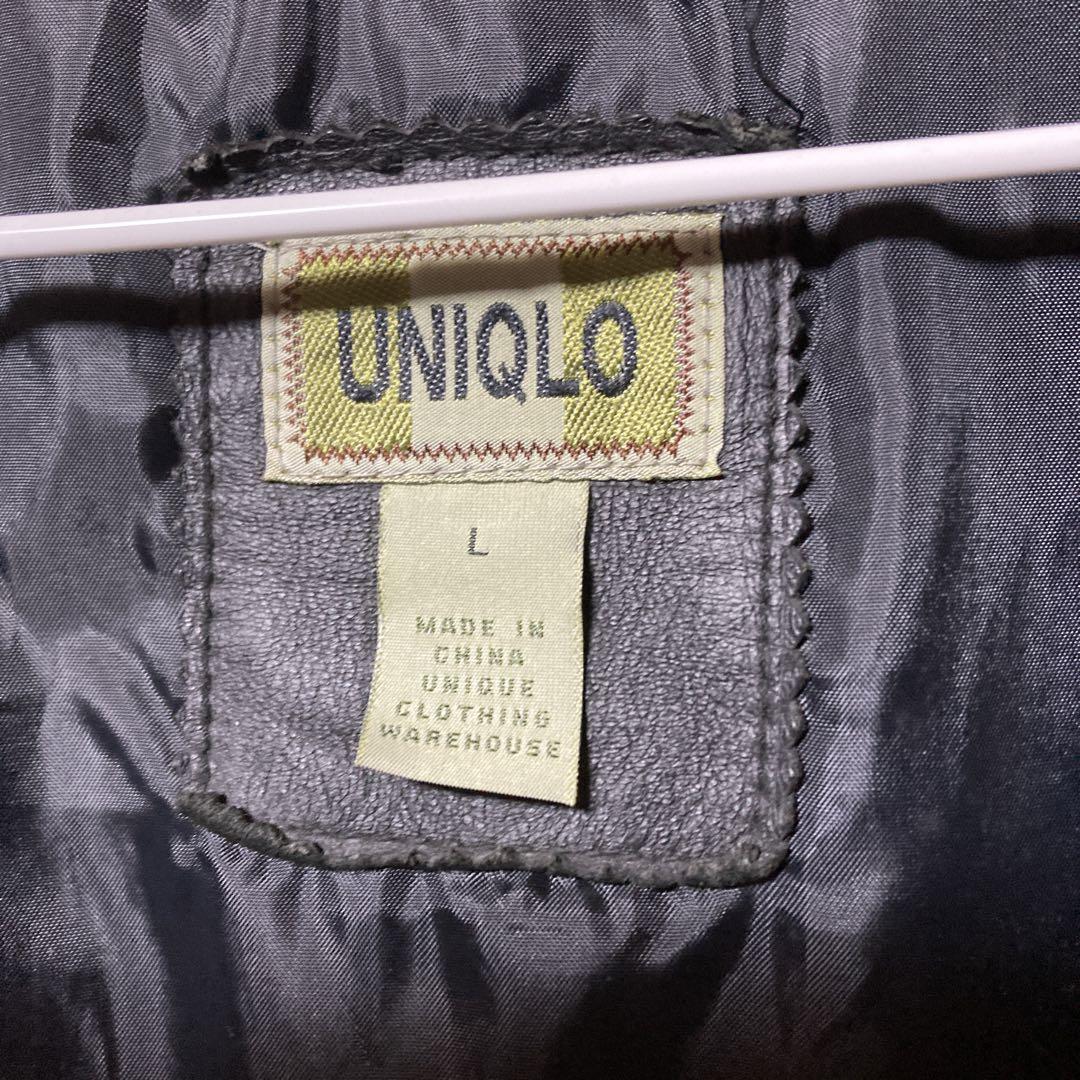 UNIQLO
L
MADE IN
CHINA
UNIQUE
CLOTHING
WAREHOUSE